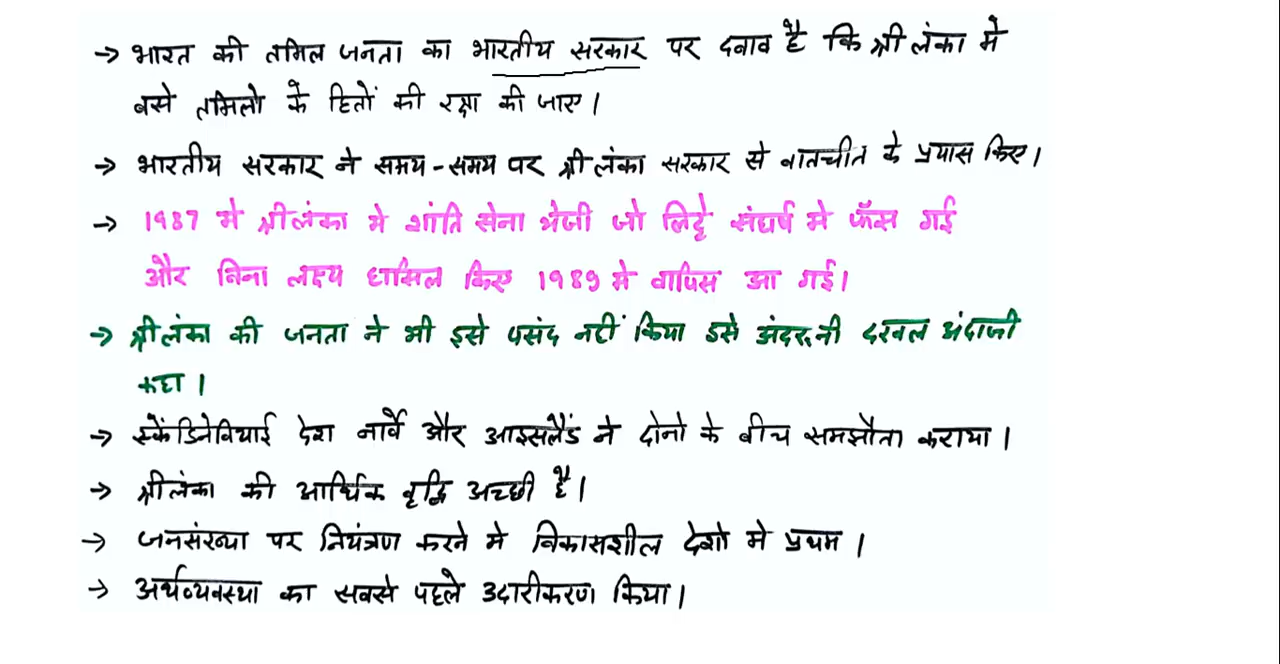 → भारत की तमिल जनता का भारतीय सरकार पर दबाव है कि श्री लंका में
बसे तमिलो के हितों की रक्षा की जाए।
→ भारतीय सरकार ने समय-समय पर श्री लंका सरकार से बातचीत के प्रयास किए।
→ 1987 मे श्रीलंका मे शांति सेना भेजी जो लिट्टे संघर्ष मे फँस गई
और बिना लक्ष्य हासिल किए 1989 मे वापिस आ गई।
→ श्रीलंका की जनता ने भी इसे पसंद नहीं किया इसे अंदरूनी दखल अंदाजी
कहा।
→ स्केंडिनेवियाई देश नार्वे और आइसलैंड ने दोनो के बीच समझौता कराया।
→ श्रीलंका की आर्थिक वृद्धि अच्छी है।
→ जनसंख्या पर नियंत्रण करने मे विकासशील देशो मे प्रथम।
→ अर्थव्यवस्था का सबसे पहले उदारीकरण किया।